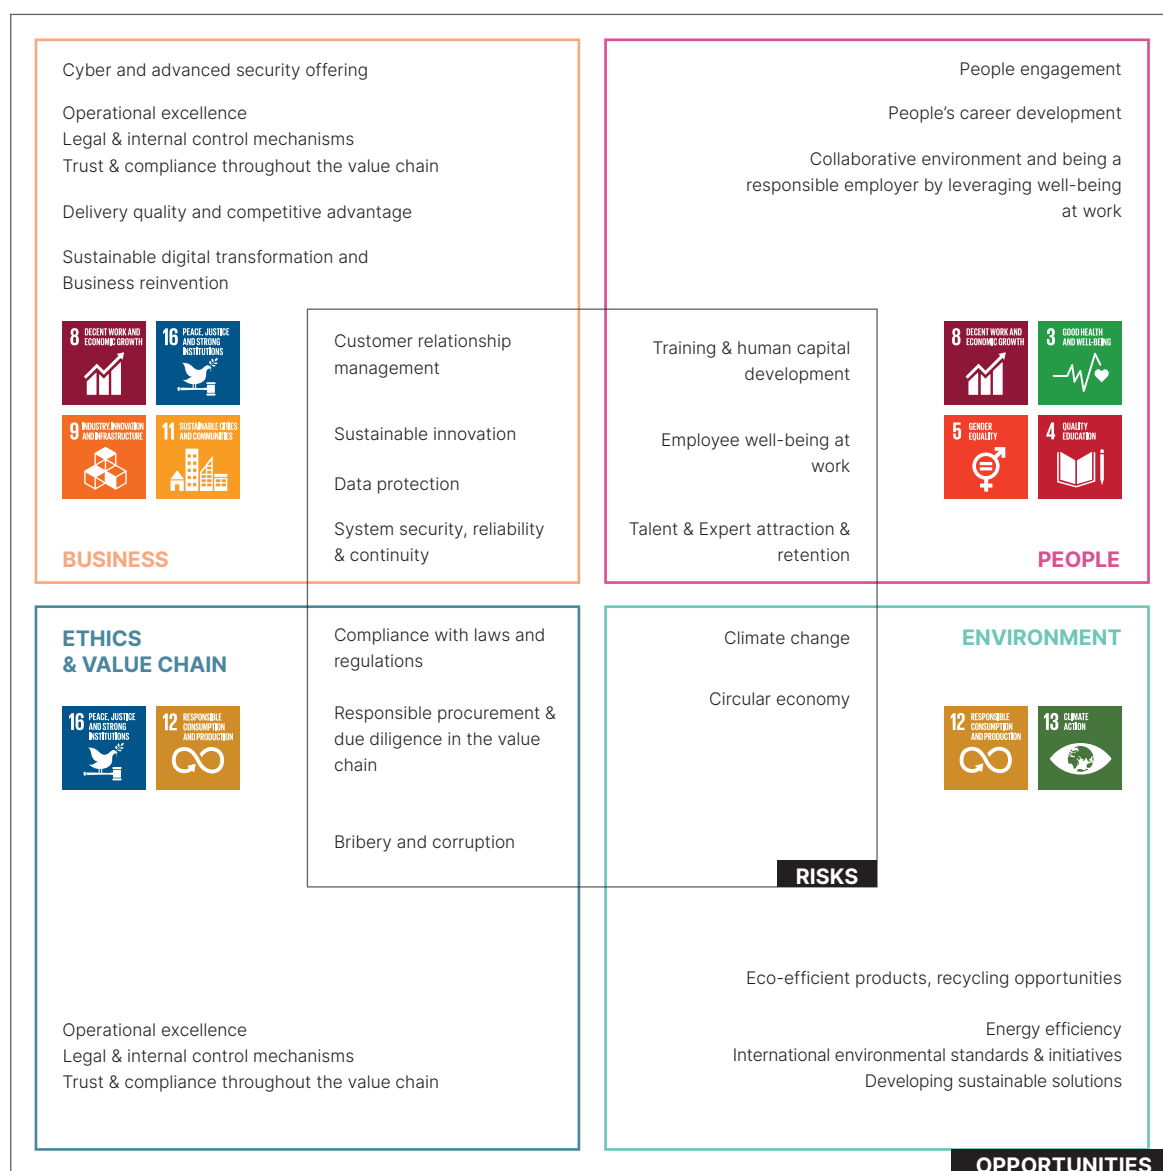 Cyber and advanced security offering
Operational excellence
Legal & internal control mechanisms
Trust & compliance throughout the value chain
Delivery quality and competitive advantage
Sustainable digital transformation and
Business reinvention
8 DECENT WORK AND
ECONOMIC GROWTH
16 PEACE, JUSTICE
AND STRONG
INSTITUTIONS
9 INDUSTRY, INNOVATION
AND INFRASTRUCTURE
11 SUSTAINABLE CITIES
AND COMMUNITIES
BUSINESS
Customer relationship
management
Sustainable innovation
Data protection
System security, reliability
& continuity
People engagement
People’s career development
Collaborative environment and being a
responsible employer by leveraging well-being
at work
Training & human capital
development
Employee well-being at
work
Talent & Expert attraction &
retention
8 DECENT WORK AND
ECONOMIC GROWTH
3 GOOD HEALTH
AND WELL-BEING
5 GENDER
EQUALITY
4 QUALITY
EDUCATION
PEOPLE
ETHICS
& VALUE CHAIN
16 PEACE, JUSTICE
AND STRONG
INSTITUTIONS
12 RESPONSIBLE
CONSUMPTION
AND PRODUCTION
Compliance with laws and
regulations
Responsible procurement &
due diligence in the value
chain
Bribery and corruption
Operational excellence
Legal & internal control mechanisms
Trust & compliance throughout the value chain
Climate change
Circular economy
ENVIRONMENT
12 RESPONSIBLE
CONSUMPTION
AND PRODUCTION
13 CLIMATE
ACTION
RISKS
Eco-efficient products, recycling opportunities
Energy efficiency
International environmental standards & initiatives
Developing sustainable solutions
OPPORTUNITIES